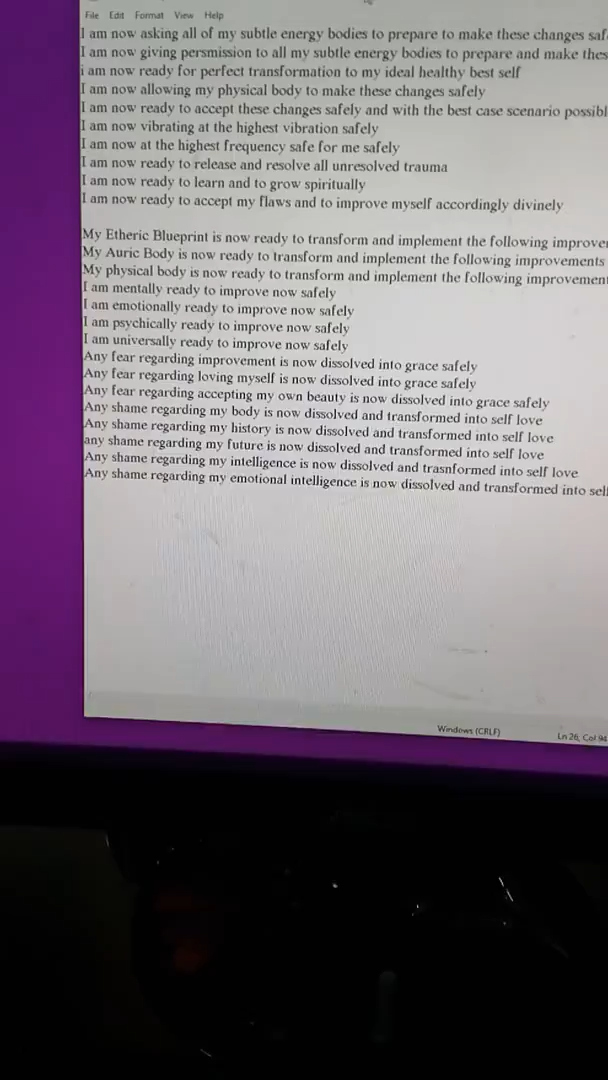 File Edit Format View Help
I am now asking all of my subtle energy bodies to prepare to make these changes
I am now giving persmission to all my subtle energy bodies to prepare and make
i am now ready for perfect transformation to my ideal healthy best self
I am now allowing my physical body to make these changes safely
I am now ready to accept these changes safely and with the best case scenario
I am now vibrating at the highest vibration safely
I am now at the highest frequency safe for me safely
I am now ready to release and resolve all unresolved trauma
I am now ready to learn and to grow spiritually
I am now ready to accept my flaws and to improve myself accordingly divinely
My Etheric Blueprint is now ready to transform and implement the following
My Auric Body is now ready to transform and implement the following improvements
My physical body is now ready to transform and implement the following
I am mentally ready to improve now safely
I am emotionally ready to improve now safely
I am psychically ready to improve now safely
I am universally ready to improve now safely
Any fear regarding improvement is now dissolved into grace safely
Any fear regarding loving myself is now dissolved into grace safely
Any fear regarding accepting my own beauty is now dissolved into grace safely
Any shame regarding my body is now dissolved and transformed into self love
Any shame regarding my history is now dissolved and transformed into self love
any shame regarding my future is now dissolved and transformed into self love
Any shame regarding my intelligence is now dissolved and trasnformed into self love
Any shame regarding my emotional intelligence is now dissolved and transformed into
Windows (CRLF) Ln 26, Col 94